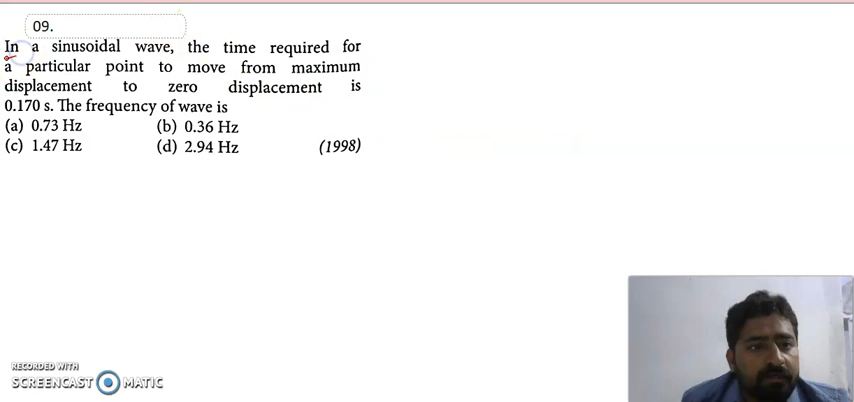 09.
In a sinusoidal wave, the time required for
a particular point to move from maximum
displacement to zero displacement is
0.170 s. The frequency of wave is
(a) 0.73 Hz (b) 0.36 Hz
(c) 1.47 Hz (d) 2.94 Hz (1998)
RECORDED WITH
SCREENCAST MATIC